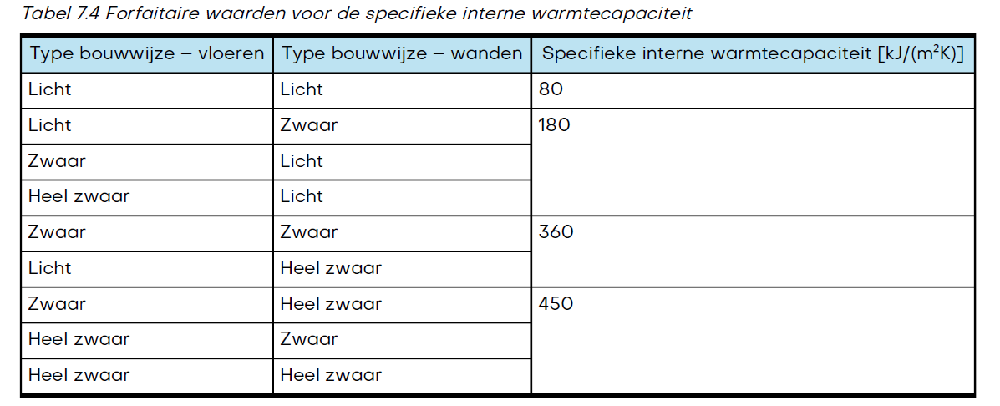 Tabel 7.4 Forfaitaire waarden voor de specifieke interne warmtecapaciteit
Type bouwwijze – vloeren Type bouwwijze – wanden Specifieke interne warmtecapaciteit [kJ/(m²K)]
Licht Licht 80
Licht Zwaar 180
Zwaar Licht
Heel zwaar Licht
Zwaar Zwaar 360
Licht Heel zwaar
Zwaar Heel zwaar 450
Heel zwaar Zwaar
Heel zwaar Heel zwaar